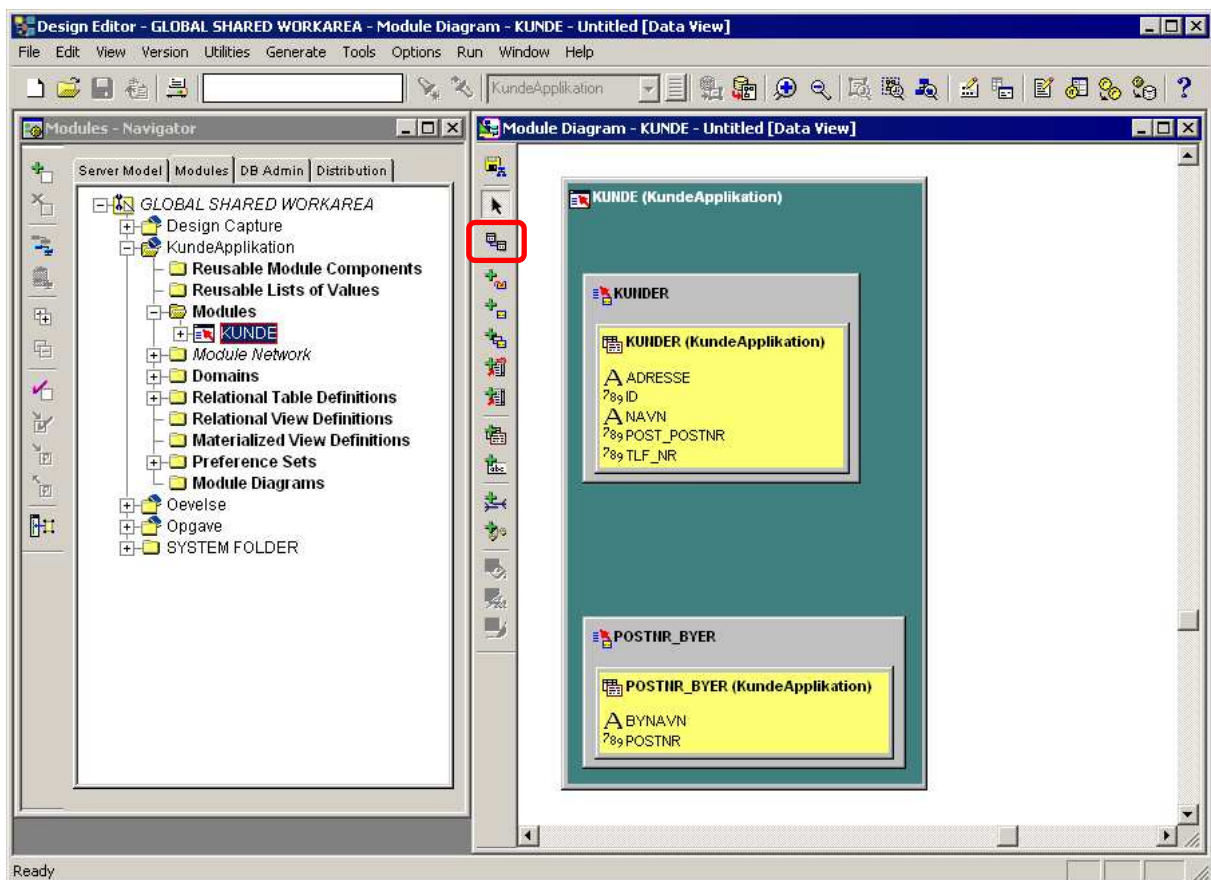 Design Editor - GLOBAL SHARED WORKAREA - Module Diagram - KUNDE - Untitled [Data View]
File Edit View Version Utilities Generate Tools Options Run Window Help
KundeApplikation
Modules - Navigator
Server Model Modules DB Admin Distribution
GLOBAL SHARED WORKAREA
Design Capture
KundeApplikation
Reusable Module Components
Reusable Lists of Values
Modules
KUNDE
Module Network
Domains
Relational Table Definitions
Relational View Definitions
Materialized View Definitions
Preference Sets
Module Diagrams
Oevelse
Opgave
SYSTEM FOLDER
Module Diagram - KUNDE - Untitled [Data View]
KUNDE (KundeApplikation)
KUNDER
KUNDER (KundeApplikation)
A ADRESSE
789 ID
A NAVN
789 POST_POSTNR
789 TLF_NR
POSTNR_BYER
POSTNR_BYER (KundeApplikation)
A BYNAVN
789 POSTNR
Ready